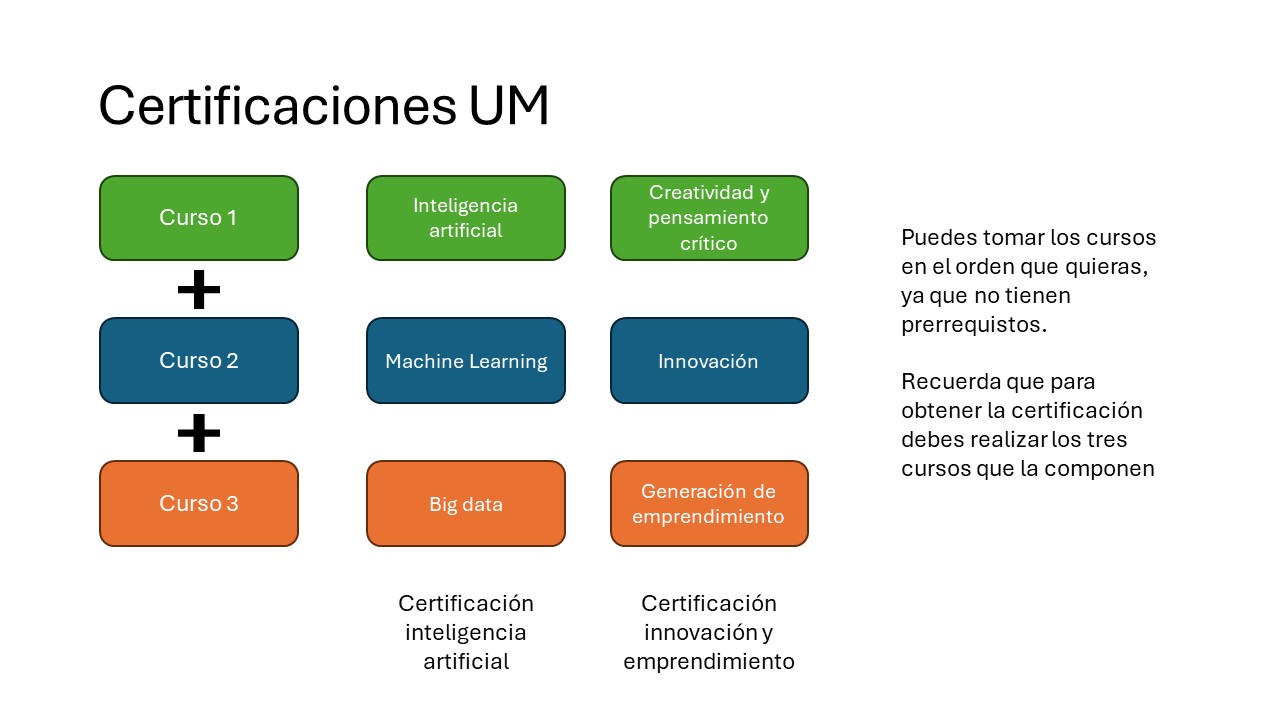 Certificaciones UM
Curso 1
Inteligencia
artificial
Creatividad y
pensamiento
crítico
+
Curso 2
Machine Learning
Innovación
+
Curso 3
Big data
Generación de
emprendimiento
Certificación
inteligencia
artificial
Certificación
innovación y
emprendimiento
Puedes tomar los cursos
en el orden que quieras,
ya que no tienen
prerrequistos.
Recuerda que para
obtener la certificación
debes realizar los tres
cursos que la componen